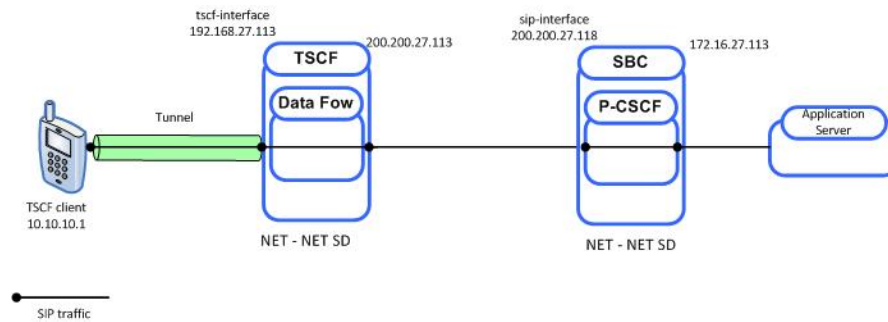 tscf-interface
192.168.27.113
200.200.27.113
sip-interface
200.200.27.118
172.16.27.113
TSCF
SBC
Data Fow
P-CSCF
Application
Server
Tunnel
TSCF client
10.10.10.1
NET - NET SD
NET - NET SD
SIP traffic